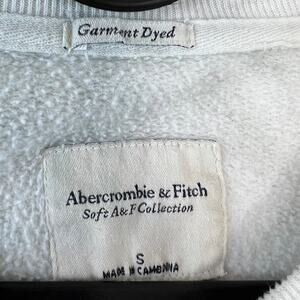 Garment Dyed
Abercrombie & Fitch
Soft A&F Collection
S
MADE IN CAMBODIA